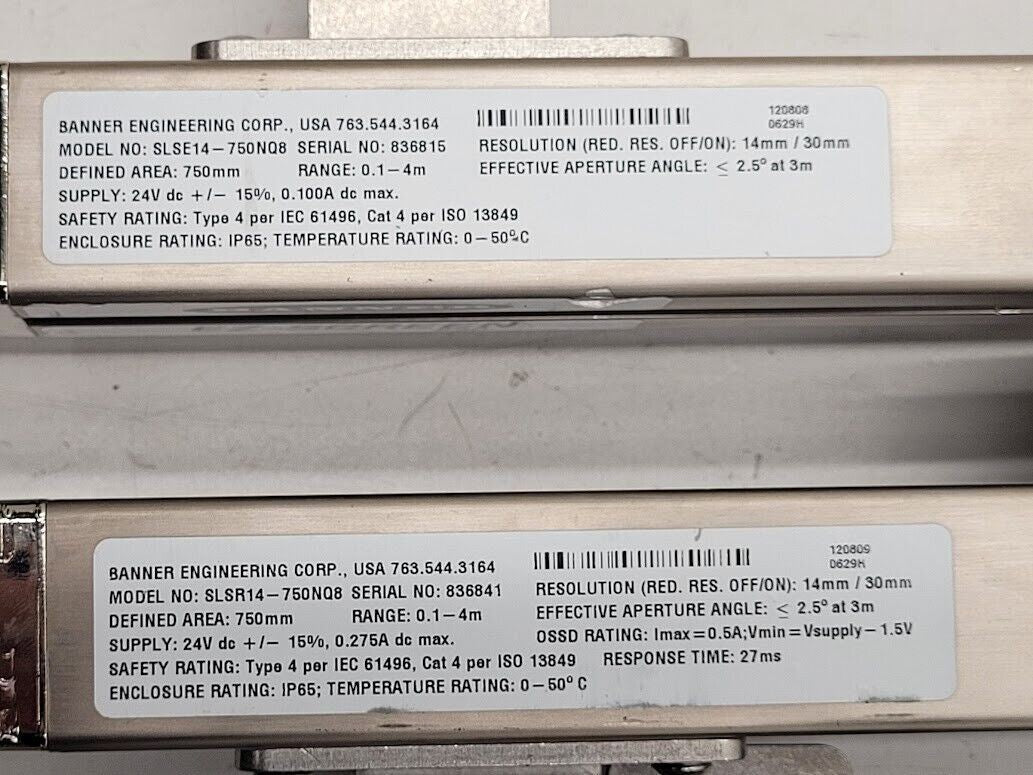 BANNER ENGINEERING CORP., USA 763.544.3164
120808
0629H
MODEL NO: SLSE14-750NQ8 SERIAL NO: 836815
RESOLUTION (RED. RES. OFF/ON): 14mm / 30mm
DEFINED AREA: 750mm RANGE: 0.1-4m
EFFECTIVE APERTURE ANGLE: ≤ 2.5° at 3m
SUPPLY: 24V dc +/- 15%, 0.100A dc max.
SAFETY RATING: Type 4 per IEC 61496, Cat 4 per ISO 13849
ENCLOSURE RATING: IP65; TEMPERATURE RATING: 0-50°C
BANNER ENGINEERING CORP., USA 763.544.3164
120809
0629H
MODEL NO: SLSR14-750NQ8 SERIAL NO: 836841
RESOLUTION (RED. RES. OFF/ON): 14mm / 30mm
DEFINED AREA: 750mm RANGE: 0.1-4m
EFFECTIVE APERTURE ANGLE: ≤ 2.5° at 3m
SUPPLY: 24V dc +/- 15%, 0.275A dc max.
OSSD RATING: Imax=0.5A;Vmin=Vsupply-1.5V
SAFETY RATING: Type 4 per IEC 61496, Cat 4 per ISO 13849 RESPONSE TIME: 27ms
ENCLOSURE RATING: IP65; TEMPERATURE RATING: 0-50° C